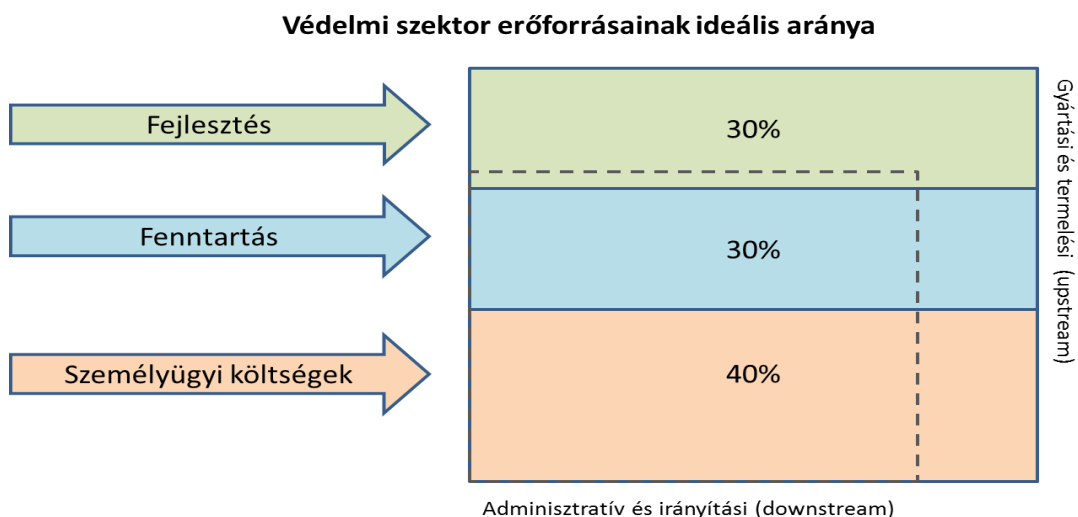 Védelmi szektor erőforrásainak ideális aránya
Fejlesztés
30%
Fenntartás
30%
Személyügyi költségek
40%
Gyártási és termelési (upstream)
Adminisztratív és irányítási (downstream)